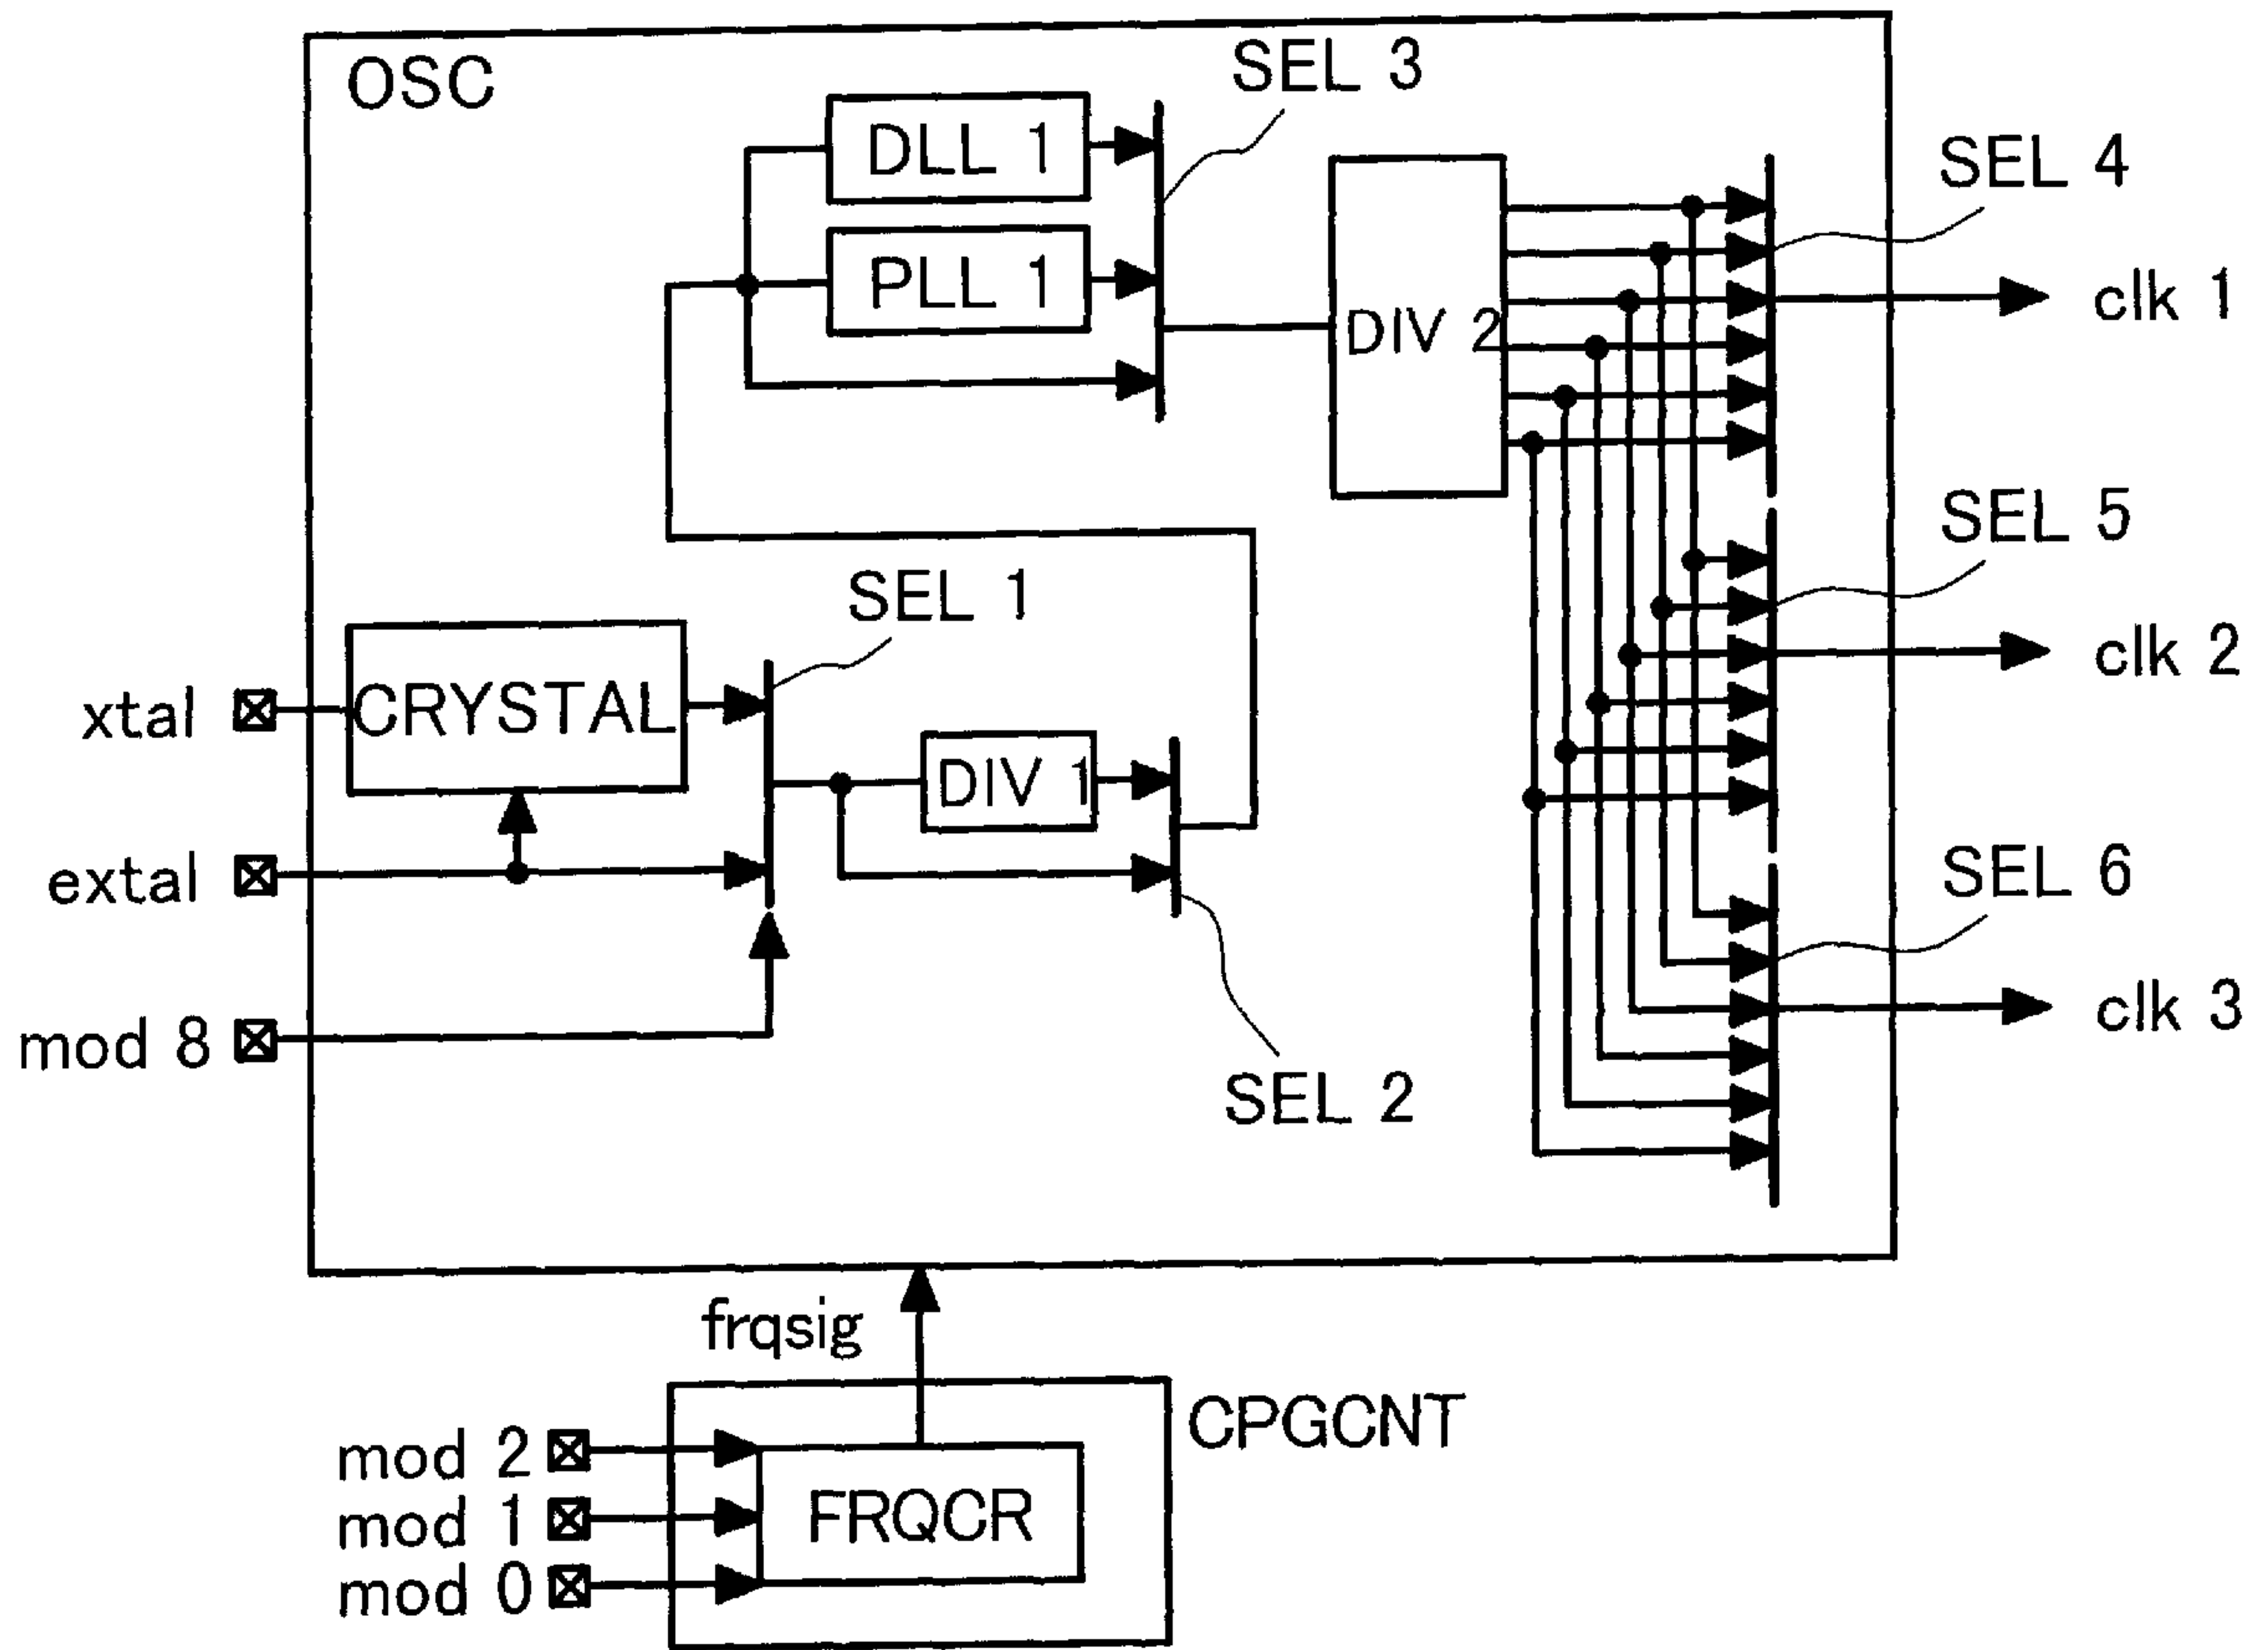 OSC
SEL 3
DLL 1
SEL 4
PLL 1
clk 1
DIV 2
SEL 5
SEL 1
clk 2
xtal
CRYSTAL
DIV 1
extal
SEL 6
clk 3
mod 8
SEL 2
frqsig
CPGCNT
mod 2
mod 1
FRQCR
mod 0